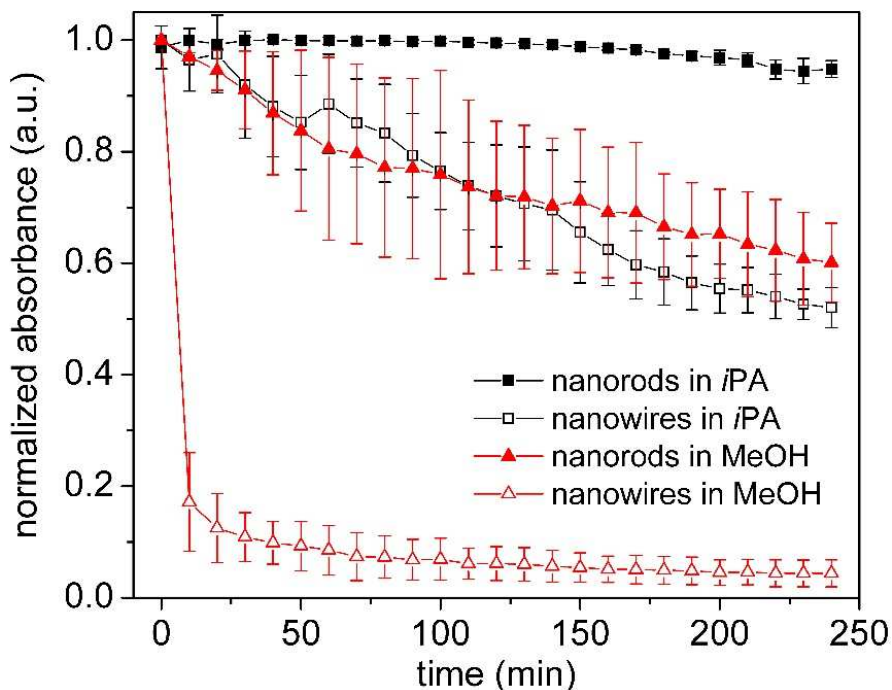 normalized absorbance (a.u.)
1.0
0.8
0.6
0.4
0.2
0.0
nanorods in iPA
nanowires in iPA
nanorods in MeOH
nanowires in MeOH
0 50 100 150 200 250
time (min)